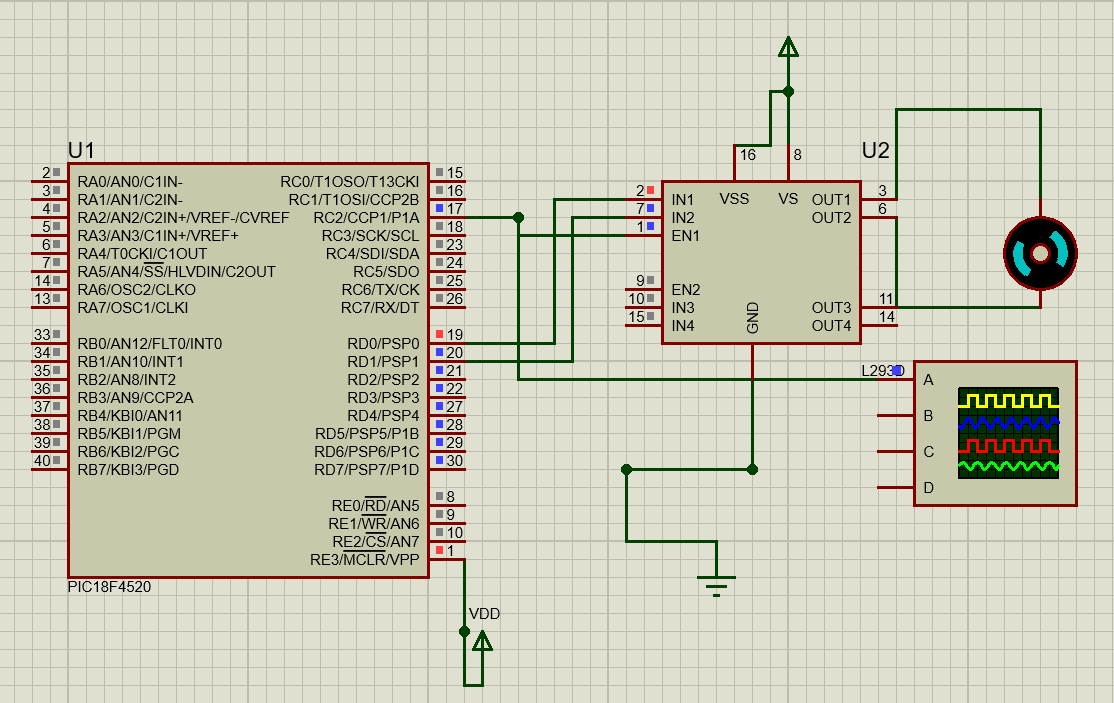 U1
2
RA0/AN0/C1IN-
3
RA1/AN1/C2IN-
4
RA2/AN2/C2IN+/VREF-/CVREF
5
RA3/AN3/C1IN+/VREF+
6
RA4/T0CKI/C1OUT
7
RA5/AN4/SS/HLVDIN/C2OUT
14
RA6/OSC2/CLKO
13
RA7/OSC1/CLKI
33
RB0/AN12/FLT0/INT0
34
RB1/AN10/INT1
35
RB2/AN8/INT2
36
RB3/AN9/CCP2A
37
RB4/KBI0/AN11
38
RB5/KBI1/PGM
39
RB6/KBI2/PGC
40
RB7/KBI3/PGD
RC0/T1OSO/T13CKI
15
RC1/T1OSI/CCP2B
16
RC2/CCP1/P1A
17
RC3/SCK/SCL
18
RC4/SDI/SDA
23
RC5/SDO
24
RC6/TX/CK
25
RC7/RX/DT
26
RD0/PSP0
19
RD1/PSP1
20
RD2/PSP2
21
RD3/PSP3
22
RD4/PSP4
27
RD5/PSP5/P1B
28
RD6/PSP6/P1C
29
RD7/PSP7/P1D
30
RE0/RD/AN5
8
RE1/WR/AN6
9
RE2/CS/AN7
10
RE3/MCLR/VPP
1
PIC18F4520
VDD
U2
16
8
VSS
VS
2
IN1
7
IN2
1
EN1
9
EN2
10
IN3
15
IN4
GND
OUT1
3
OUT2
6
OUT3
11
OUT4
14
L293D
A
B
C
D